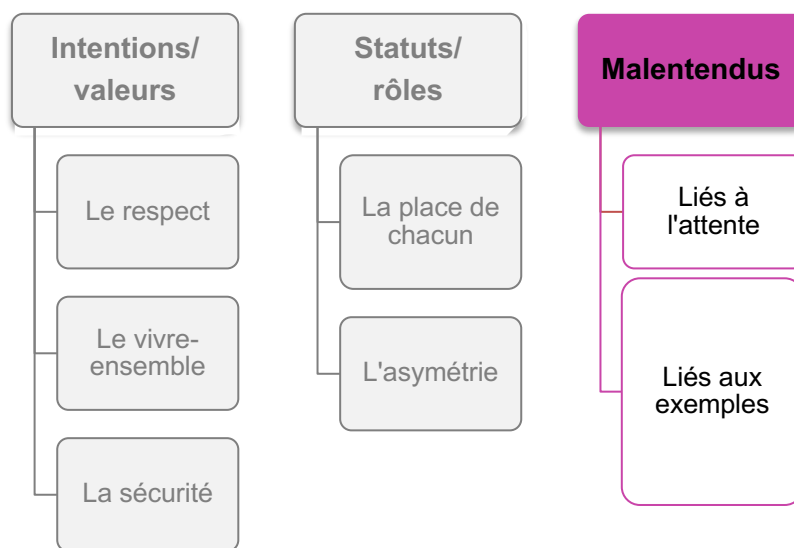 Intentions/
valeurs
Le respect
Le vivre-
ensemble
La sécurité
Statuts/
rôles
La place de
chacun
L'asymétrie
Malentendus
Liés à
l'attente
Liés aux
exemples